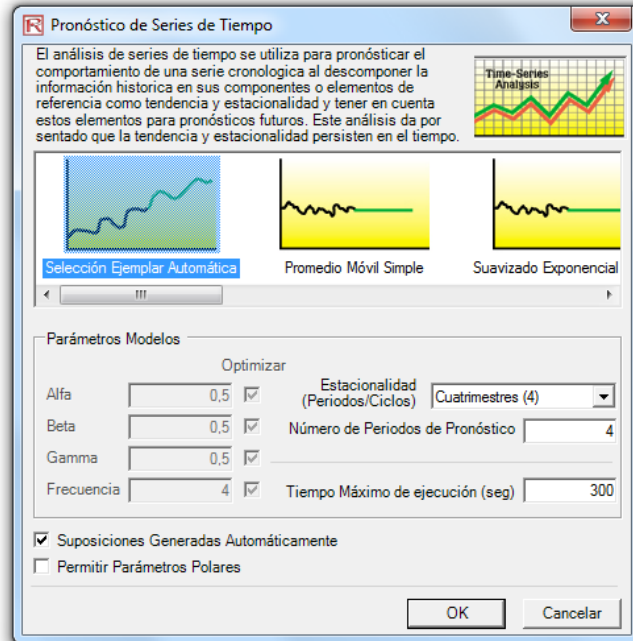 Pronóstico de Series de Tiempo
El análisis de series de tiempo se utiliza para pronósticar el
comportamiento de una serie cronologica al descomponer la
información historica en sus componentes o elementos de
referencia como tendencia y estacionalidad y tener en cuenta
estos elementos para pronósticos futuros. Este análisis da por
sentado que la tendencia y estacionalidad persisten en el tiempo.
Time-Series
Analysis
Selección Ejemplar Automática
Promedio Móvil Simple
Suavizado Exponencial
Parámetros Modelos
Optimizar
Alfa 0,5
Beta 0,5
Gamma 0,5
Frecuencia 4
Estacionalidad
(Periodos/Ciclos) Cuatrimestres (4)
Número de Periodos de Pronóstico 4
Tiempo Máximo de ejecución (seg) 300
Suposiciones Generadas Automáticamente
Permitir Parámetros Polares
OK
Cancelar